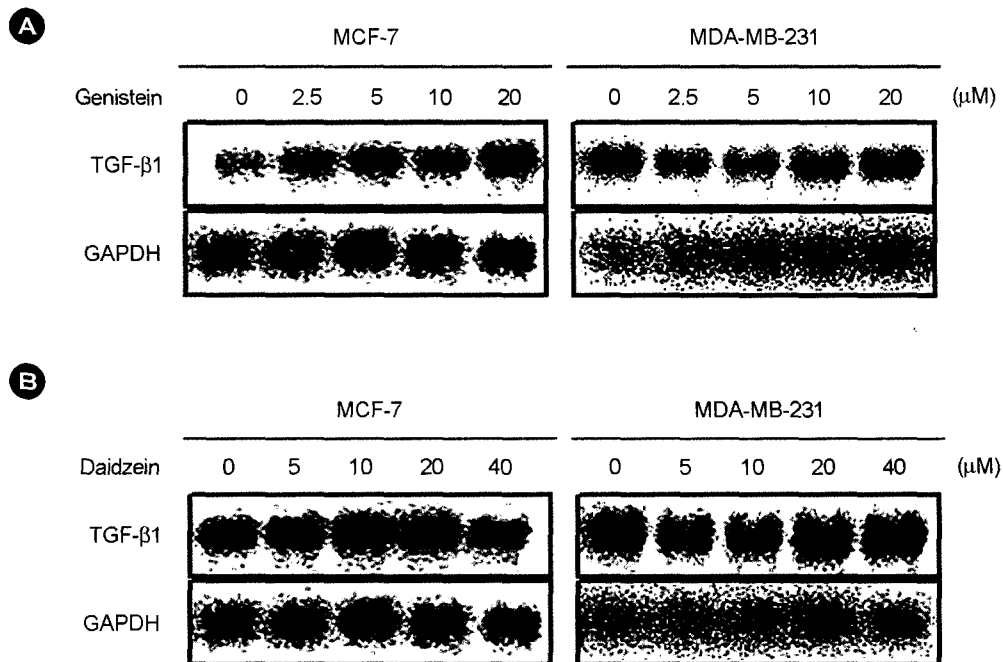 A
MCF-7 MDA-MB-231
Genistein 0 2.5 5 10 20 0 2.5 5 10 20 (μM)
TGF-β1
GAPDH
B
MCF-7 MDA-MB-231
Daidzein 0 5 10 20 40 0 5 10 20 40 (μM)
TGF-β1
GAPDH